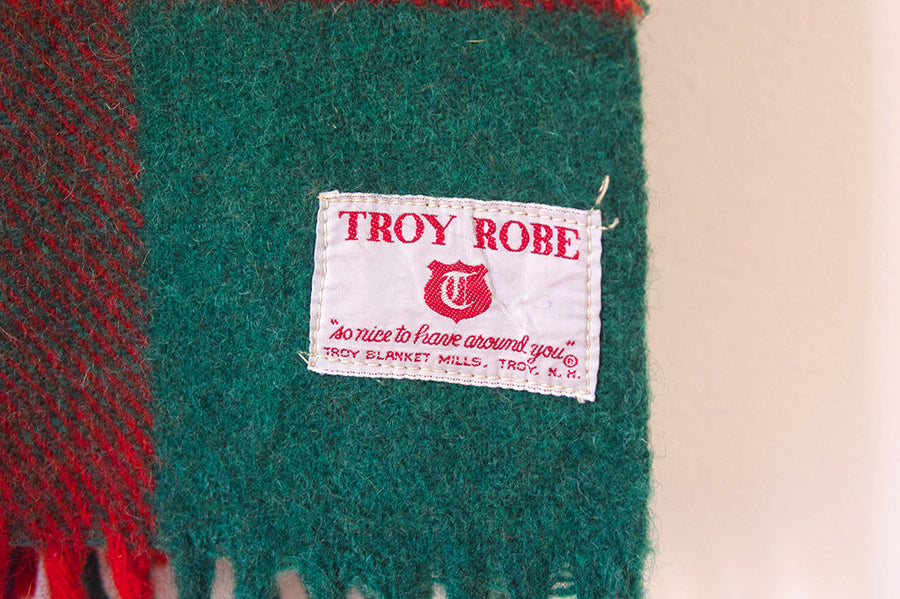 TROY ROBE
T
"so nice to have around you"®
TROY BLANKET MILLS, TROY, N. H.